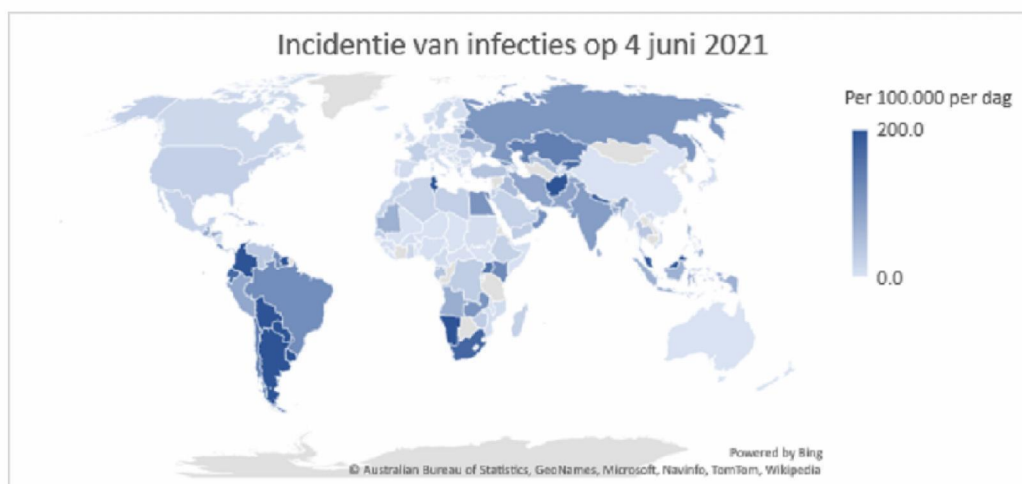 Incidentie van infecties op 4 juni 2021
Per 100.000 per dag
200.0
0.0
Powered by Bing
© Australian Bureau of Statistics, GeoNames, Microsoft, Navinfo, TomTom, Wikipedia